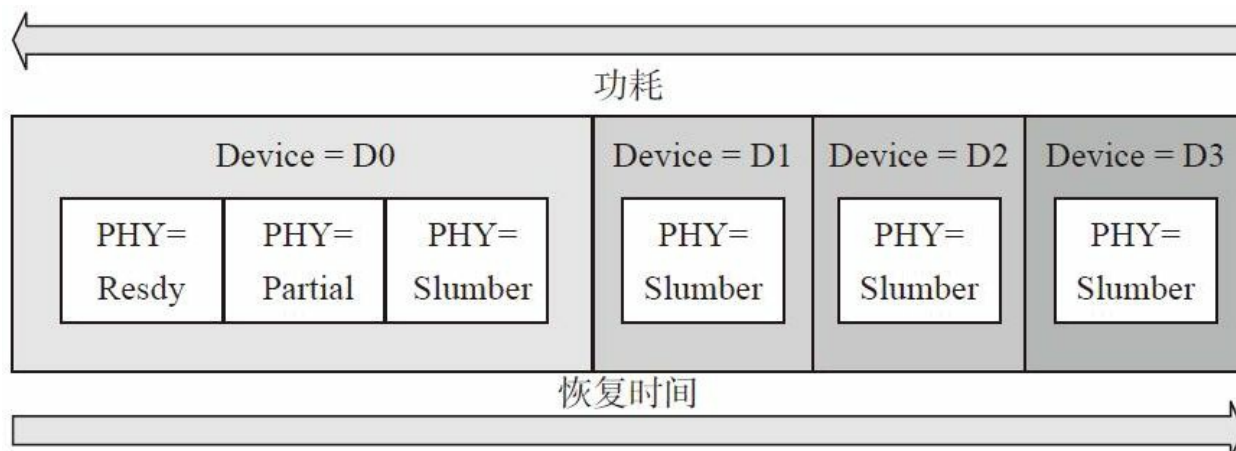 功耗
Device = D0
Device = D1
Device = D2
Device = D3
PHY=
Resdy
PHY=
Partial
PHY=
Slumber
PHY=
Slumber
PHY=
Slumber
PHY=
Slumber
恢复时间